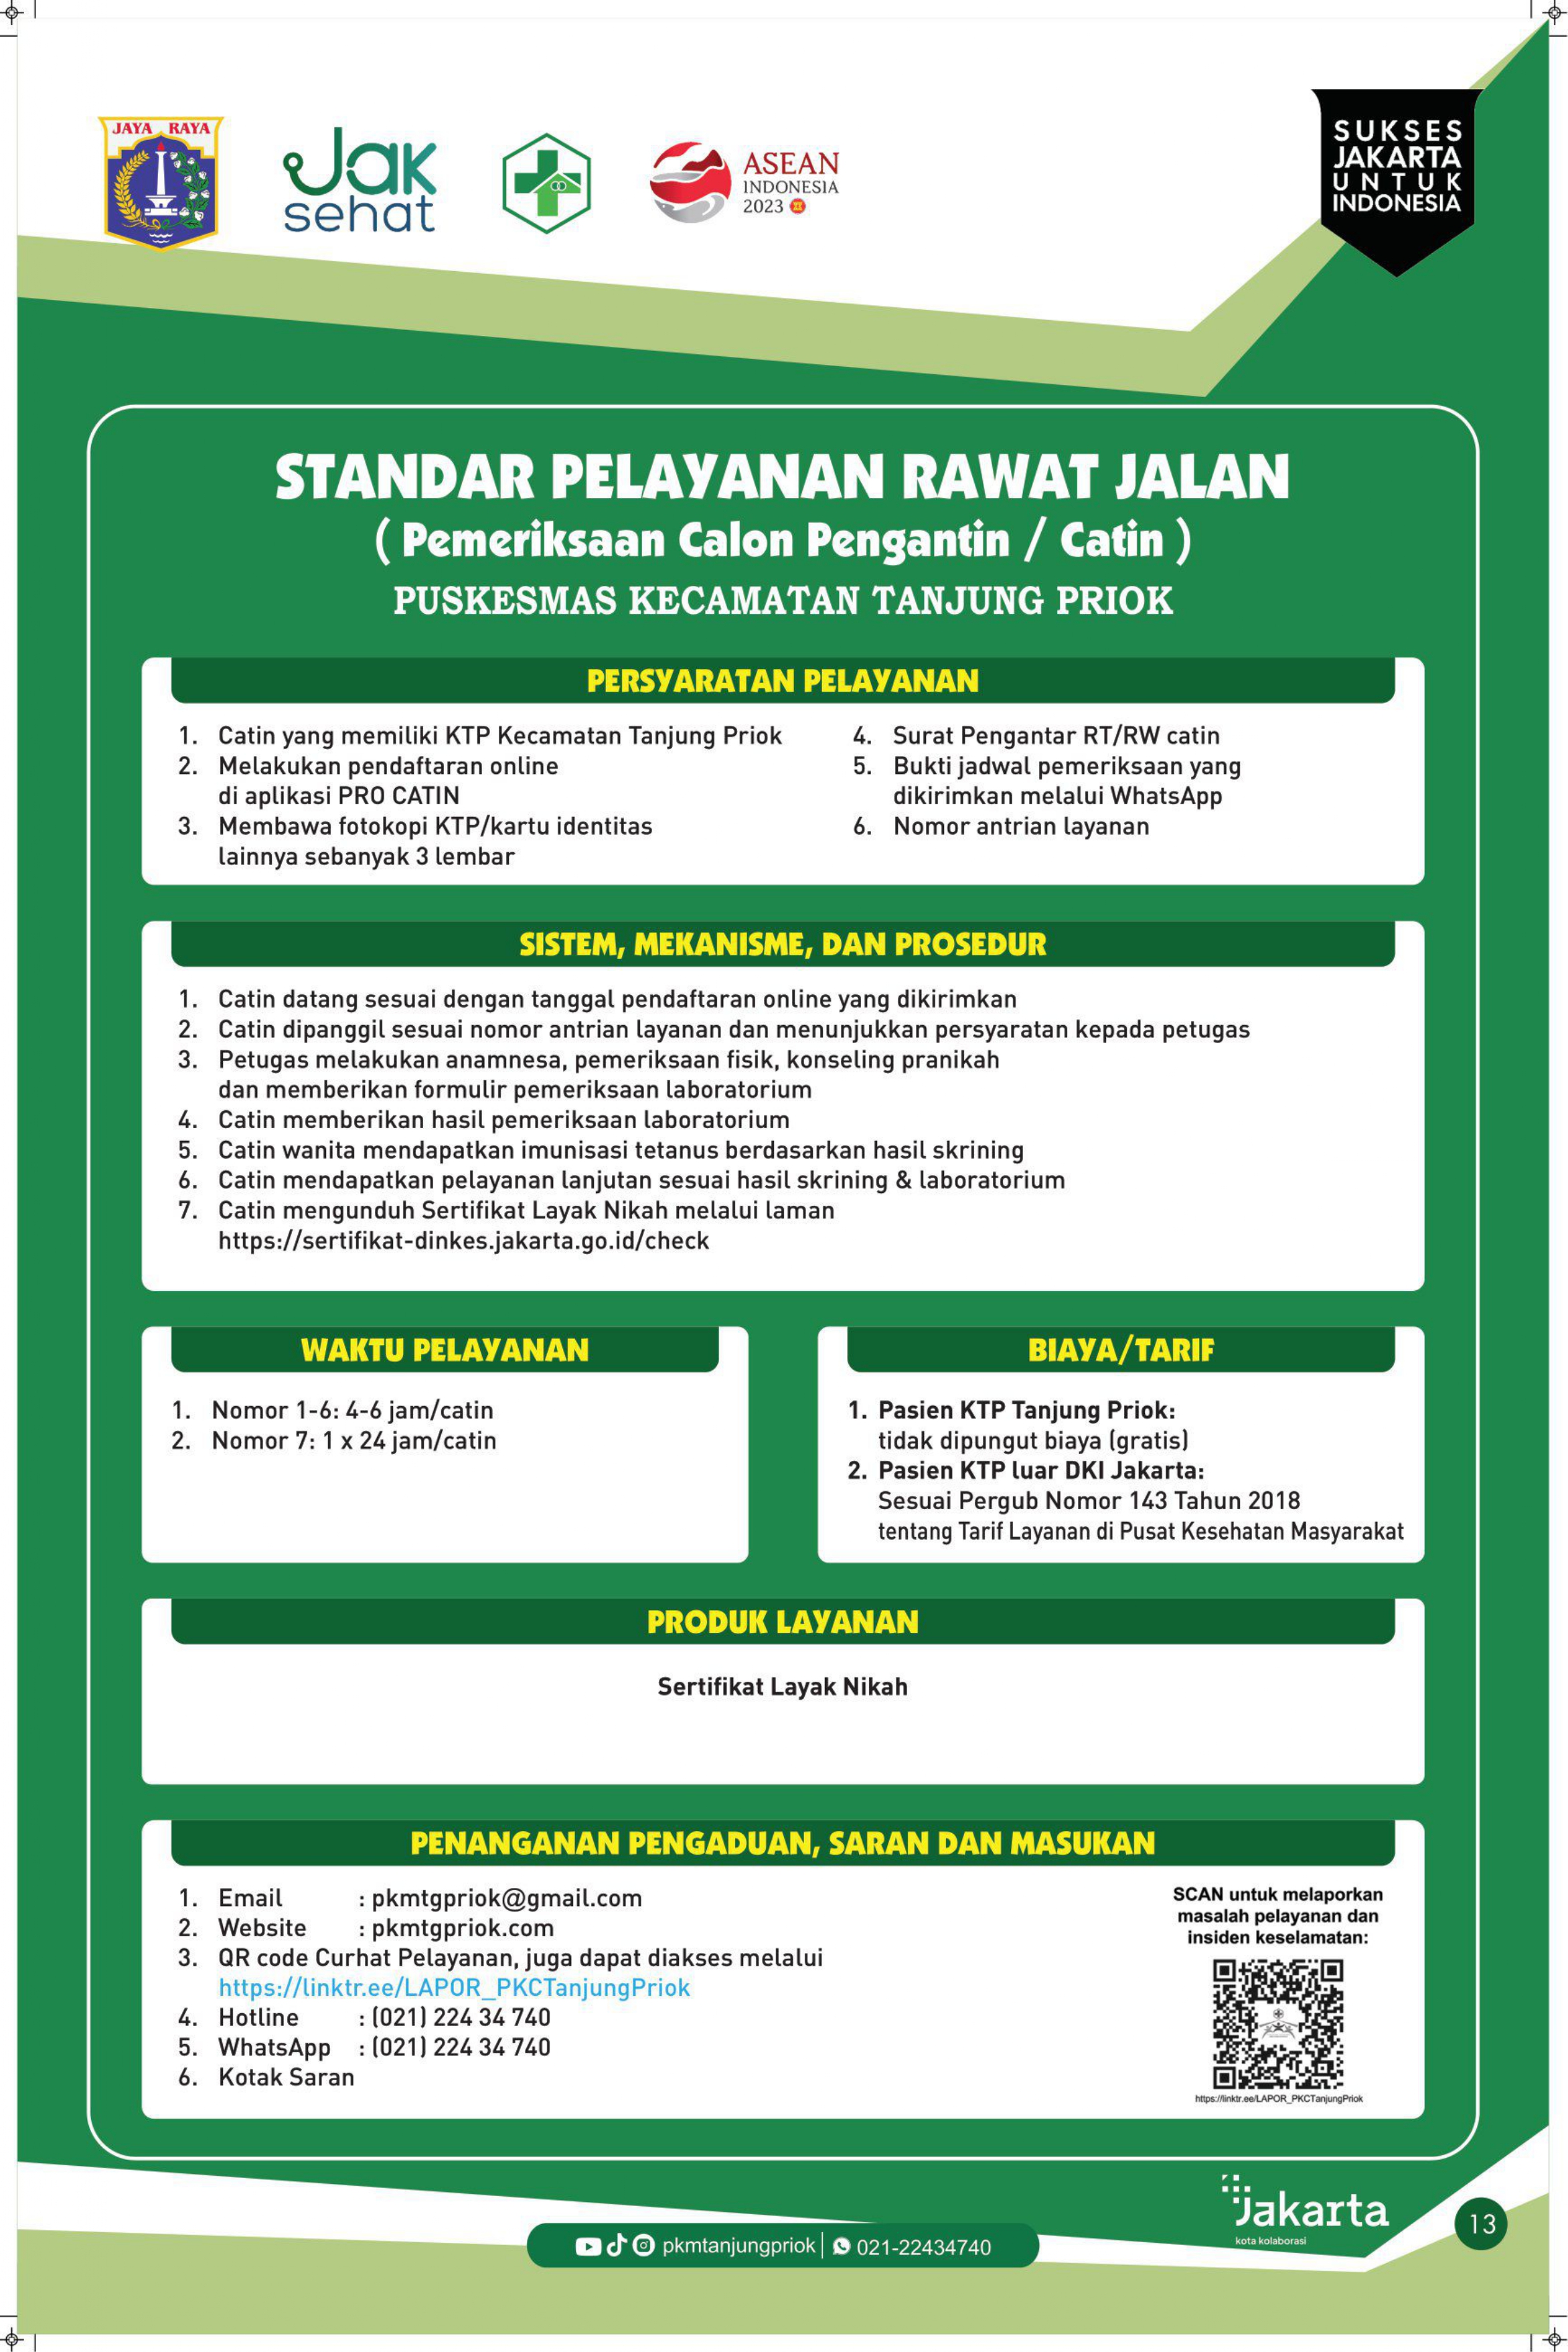 JAYA RAYA
Jak
sehat
ASEAN
INDONESIA
2023
SUKSES
JAKARTA
UNTUK
INDONESIA
STANDAR PELAYANAN RAWAT JALAN
( Pemeriksaan Calon Pengantin / Catin )
PUSKESMAS KECAMATAN TANJUNG PRIOK
PERSYARATAN PELAYANAN
1. Catin yang memiliki KTP Kecamatan Tanjung Priok
2. Melakukan pendaftaran online
di aplikasi PRO CATIN
3. Membawa fotokopi KTP/kartu identitas
lainnya sebanyak 3 lembar
4. Surat Pengantar RT/RW catin
5. Bukti jadwal pemeriksaan yang
dikirimkan melalui WhatsApp
6. Nomor antrian layanan
SISTEM, MEKANISME, DAN PROSEDUR
1. Catin datang sesuai dengan tanggal pendaftaran online yang dikirimkan
2. Catin dipanggil sesuai nomor antrian layanan dan menunjukkan persyaratan kepada petugas
3. Petugas melakukan anamnesa, pemeriksaan fisik, konseling pranikah
dan memberikan formulir pemeriksaan laboratorium
4. Catin memberikan hasil pemeriksaan laboratorium
5. Catin wanita mendapatkan imunisasi tetanus berdasarkan hasil skrining
6. Catin mendapatkan pelayanan lanjutan sesuai hasil skrining & laboratorium
7. Catin mengunduh Sertifikat Layak Nikah melalui laman
https://sertifikat-dinkes.jakarta.go.id/check
WAKTU PELAYANAN
1. Nomor 1-6: 4-6 jam/catin
2. Nomor 7: 1 x 24 jam/catin
BIAYA/TARIF
1. Pasien KTP Tanjung Priok:
tidak dipungut biaya (gratis)
2. Pasien KTP luar DKI Jakarta:
Sesuai Pergub Nomor 143 Tahun 2018
tentang Tarif Layanan di Pusat Kesehatan Masyarakat
PRODUK LAYANAN
Sertifikat Layak Nikah
PENANGANAN PENGADUAN, SARAN DAN MASUKAN
1. Email : pkmtgpriok@gmail.com
2. Website : pkmtgpriok.com
3. QR code Curhat Pelayanan, juga dapat diakses melalui
https://linktr.ee/LAPOR_PKCTanjungPriok
4. Hotline : (021) 224 34 740
5. WhatsApp : (021) 224 34 740
6. Kotak Saran
SCAN untuk melaporkan
masalah pelayanan dan
insiden keselamatan:
https://linktr.ee/LAPOR_PKCTanjungPriok
Jakarta
kota kolaborasi
13
pkmtanjungpriok | 021-22434740